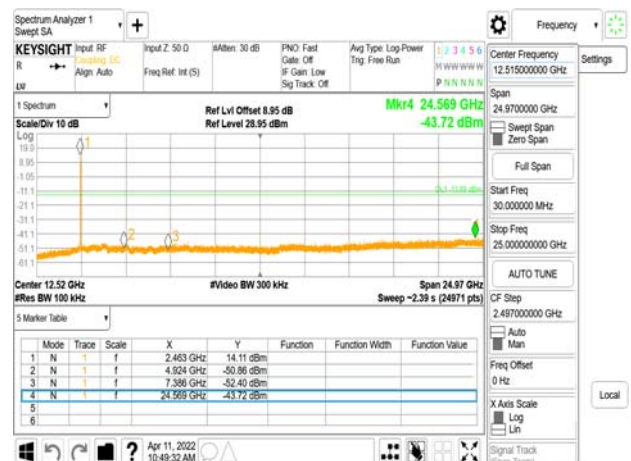 Spectrum Analyzer 1
Swept SA
Frequency
KEYSIGHT
R
LV
Input: RF
Coupling: DC
Align: Auto
Input Z: 50 Ω
Freq Ref: Int (S)
#Atten: 30 dB
PNO: Fast
Gate: Off
IF Gain: Low
Sig Track: Off
Avg Type: Log-Power
Trig: Free Run
1 2 3 4 5 6
M W W W W W
P N N N N N
Center Frequency
12.515000000 GHz
Settings
Span
24.9700000 GHz
Swept Span
Zero Span
Full Span
Start Freq
30.000000 MHz
Stop Freq
25.000000000 GHz
AUTO TUNE
CF Step
2.497000000 GHz
Auto
Man
Freq Offset
0 Hz
X Axis Scale
Log
Lin
Signal Track
Local
1 Spectrum
Scale/Div 10 dB
Ref Lvl Offset 8.95 dB
Ref Level 28.95 dBm
Mkr4 24.569 GHz
-43.72 dBm
Log
19.0
8.95
-1.05
-11.1
-21.1
-31.1
-41.1
-51.1
-61.1
1
2
3
Center 12.52 GHz
#Res BW 100 kHz
#Video BW 300 kHz
Span 24.97 GHz
Sweep ~2.39 s (24971 pts)
5 Marker Table
Mode Trace Scale X Y Function Function Width Function Value
1 N 1 f 2.463 GHz 14.11 dBm
2 N 1 f 4.924 GHz -50.86 dBm
3 N 1 f 7.386 GHz -52.40 dBm
4 N 1 f 24.569 GHz -43.72 dBm
5
6
?
Apr 11, 2022
10:49:32 AM